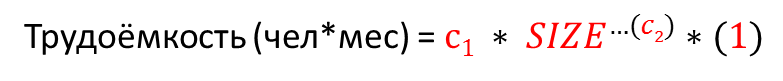 Трудоёмкость (чел*мес) = c₁ * SIZE^…(c₂) * (1)